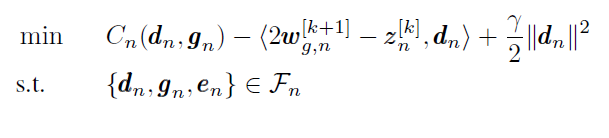 min C_n(d_n, g_n) − ⟨2w_{g,n}^{[k+1]} − z_n^{[k]}, d_n⟩ + γ/2 ‖d_n‖²
s.t. {d_n, g_n, e_n} ∈ ℱ_n